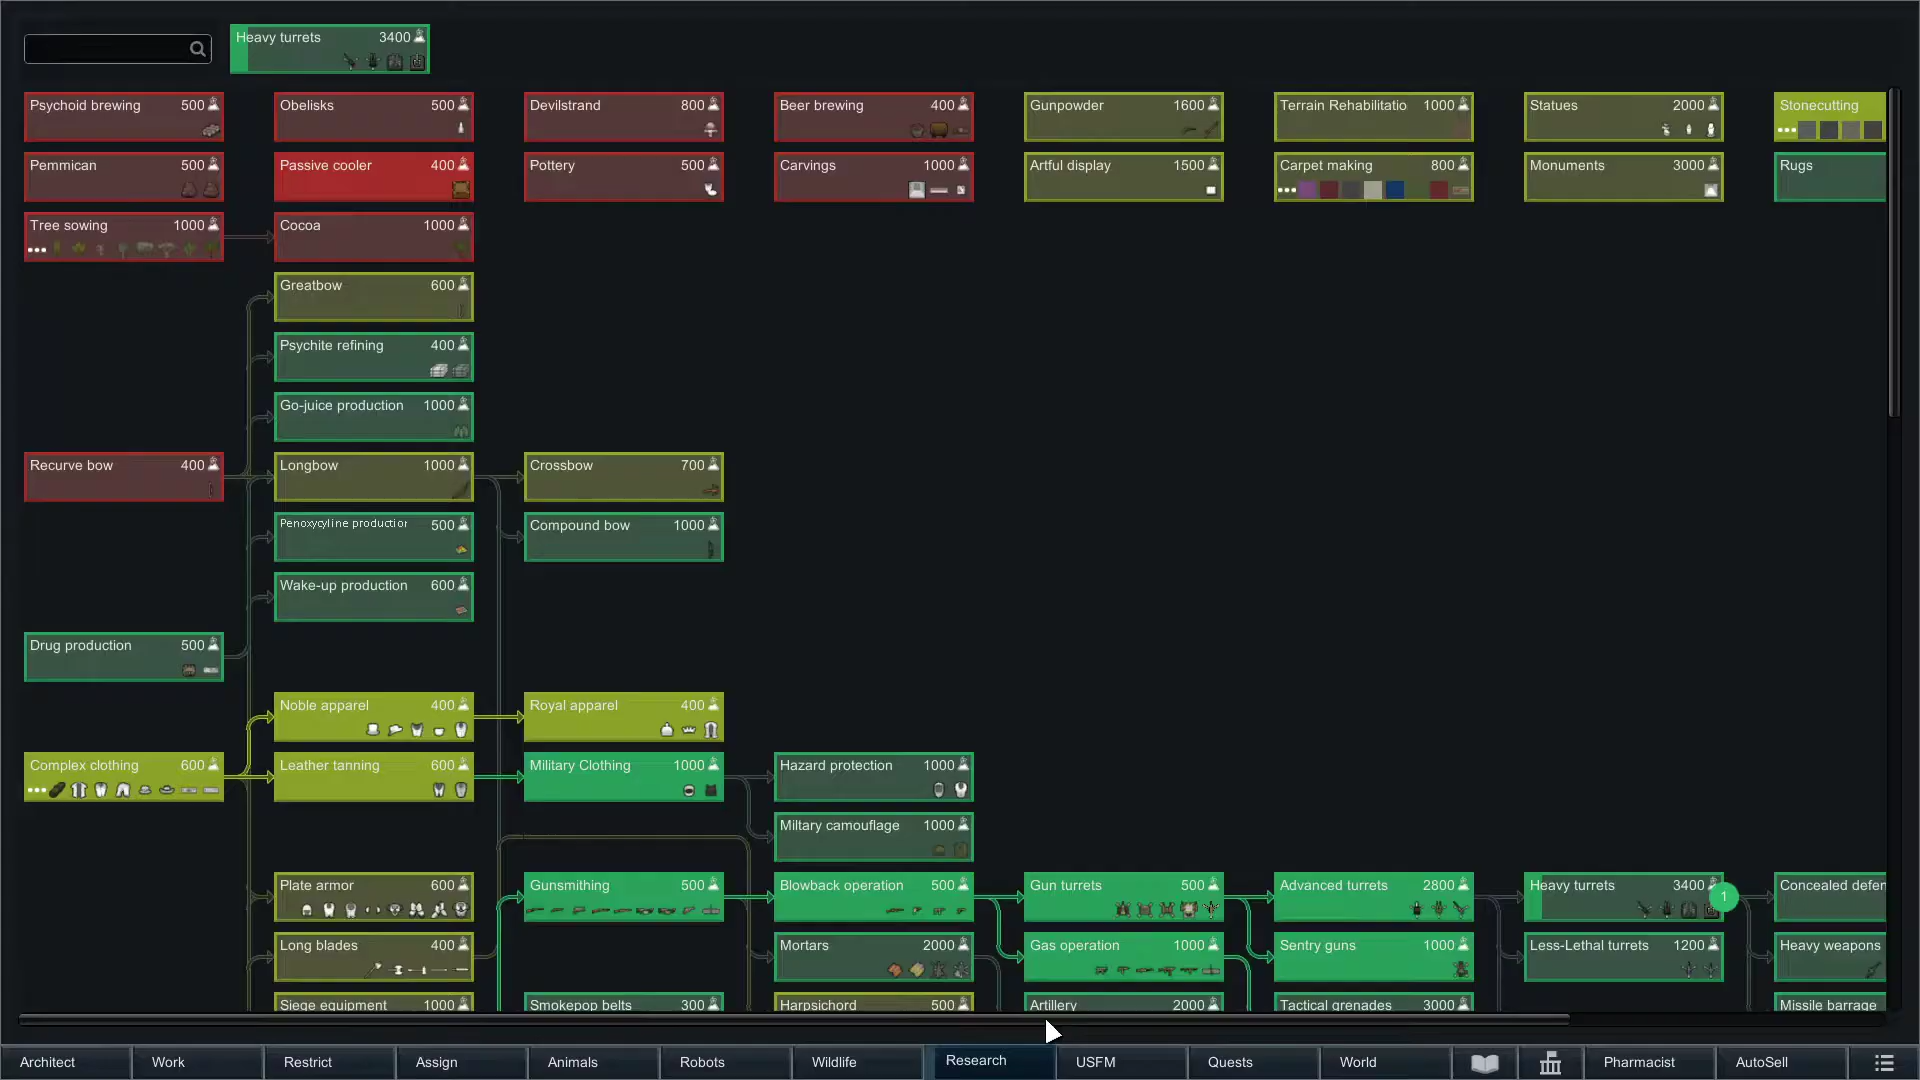 Heavy turrets 3400
Psychoid brewing 500
Obelisks 500
Devilstrand 800
Beer brewing 400
Gunpowder 1600
Terrain Rehabilitatio 1000
Statues 2000
Stonecutting
Pemmican 500
Passive cooler 400
Pottery 500
Carvings 1000
Artful display 1500
Carpet making 800
Monuments 3000
Rugs
Tree sowing 1000
Cocoa 1000
Greatbow 600
Psychite refining 400
Go-juice production 1000
Recurve bow 400
Longbow 1000
Crossbow 700
Penoxycyline production 500
Compound bow 1000
Wake-up production 600
Drug production 500
Noble apparel 400
Royal apparel 400
Complex clothing 600
Leather tanning 600
Military Clothing 1000
Hazard protection 1000
Miltary camouflage 1000
Plate armor 600
Gunsmithing 500
Blowback operation 500
Gun turrets 500
Advanced turrets 2800
Heavy turrets 3400
1
Concealed defen
Long blades 400
Mortars 2000
Gas operation 1000
Sentry guns 1000
Less-Lethal turrets 1200
Heavy weapons
Siege equipment 1000
Smokepop belts 300
Harpsichord 500
Artillery 2000
Tactical grenades 3000
Missile barrage
Architect
Work
Restrict
Assign
Animals
Robots
Wildlife
Research
USFM
Quests
World
Pharmacist
AutoSell